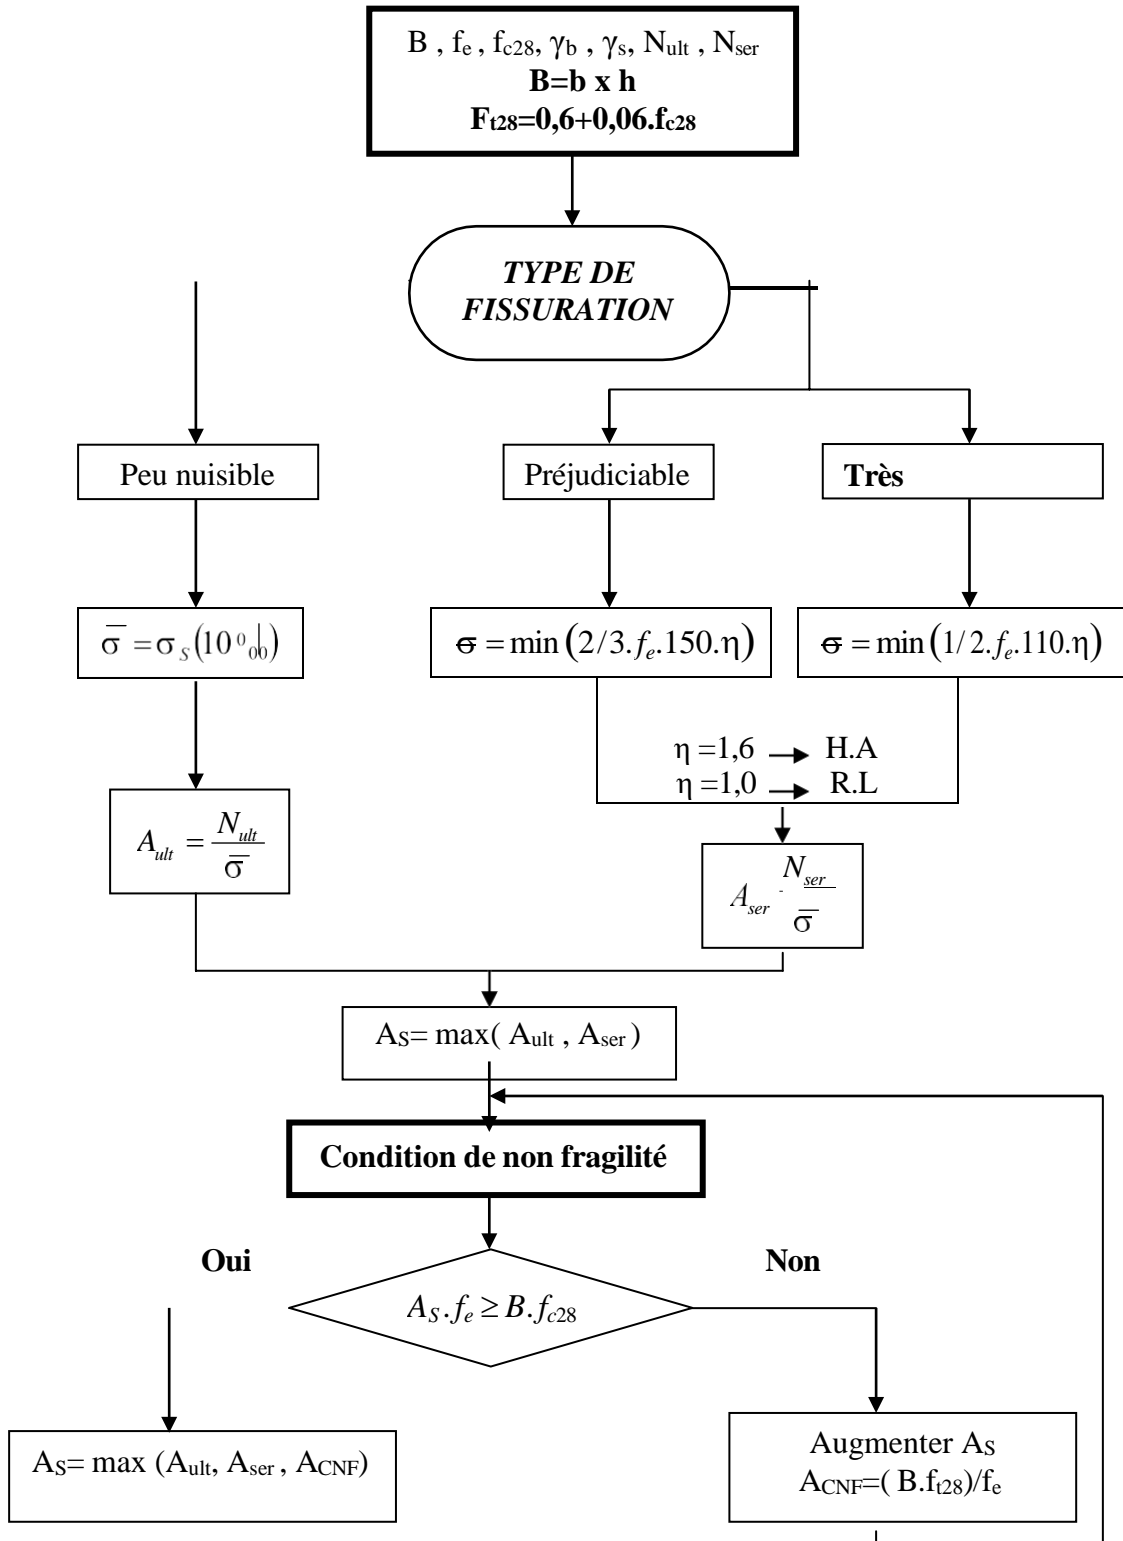 B , fe , fc28, γb , γs, Nult , Nser
B=b x h
Ft28=0,6+0,06.fc28
TYPE DE
FISSURATION
Peu nuisible
Préjudiciable
Très
σ̅ = σS(10 0/00)
σ̅ = min (2/3.fe.150.η)
σ̅ = min (1/2.fe.110.η)
η =1,6 → H.A
η =1,0 → R.L
Ault = Nult / σ̅
Aser Nser / σ̅
AS= max( Ault , Aser )
Condition de non fragilité
Oui
Non
AS.fe ≥ B.fc28
AS= max (Ault, Aser , ACNF)
Augmenter AS
ACNF=( B.ft28)/fe